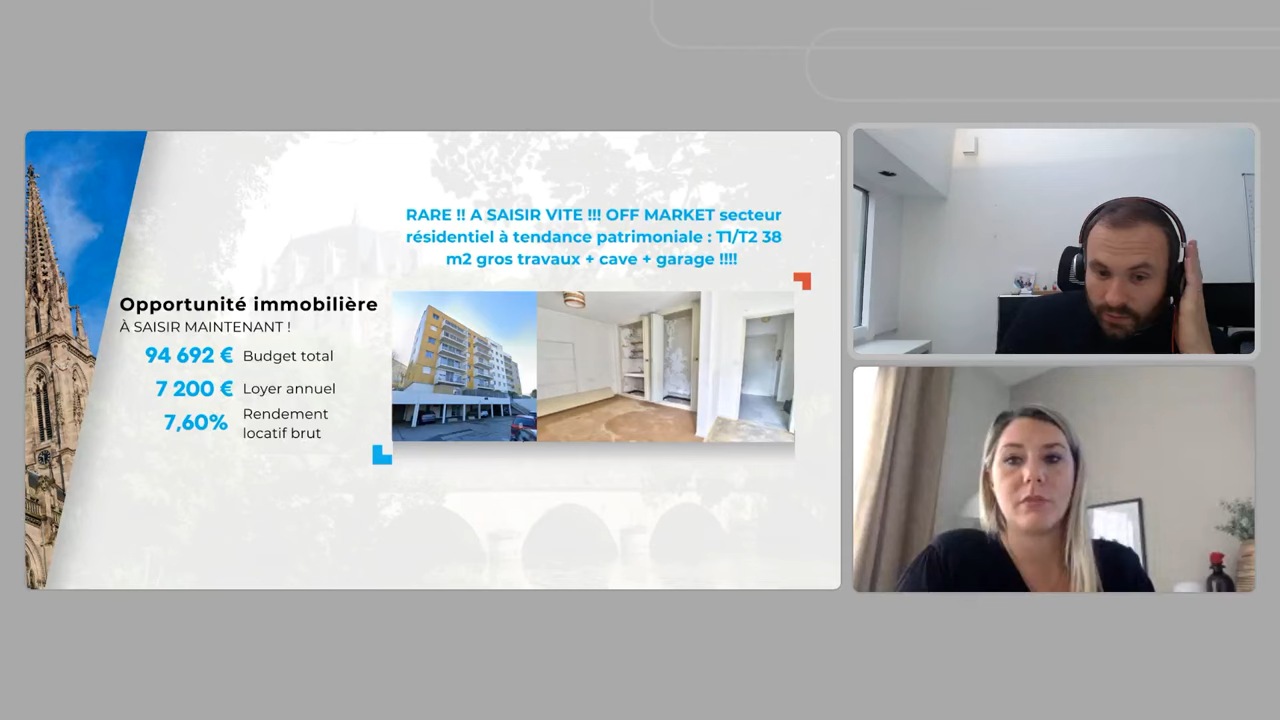 RARE !! A SAISIR VITE !!! OFF MARKET secteur
résidentiel à tendance patrimoniale : T1/T2 38
m2 gros travaux + cave + garage !!!!
Opportunité immobilière
À SAISIR MAINTENANT !
94 692 € Budget total
7 200 € Loyer annuel
7,60% Rendement
locatif brut